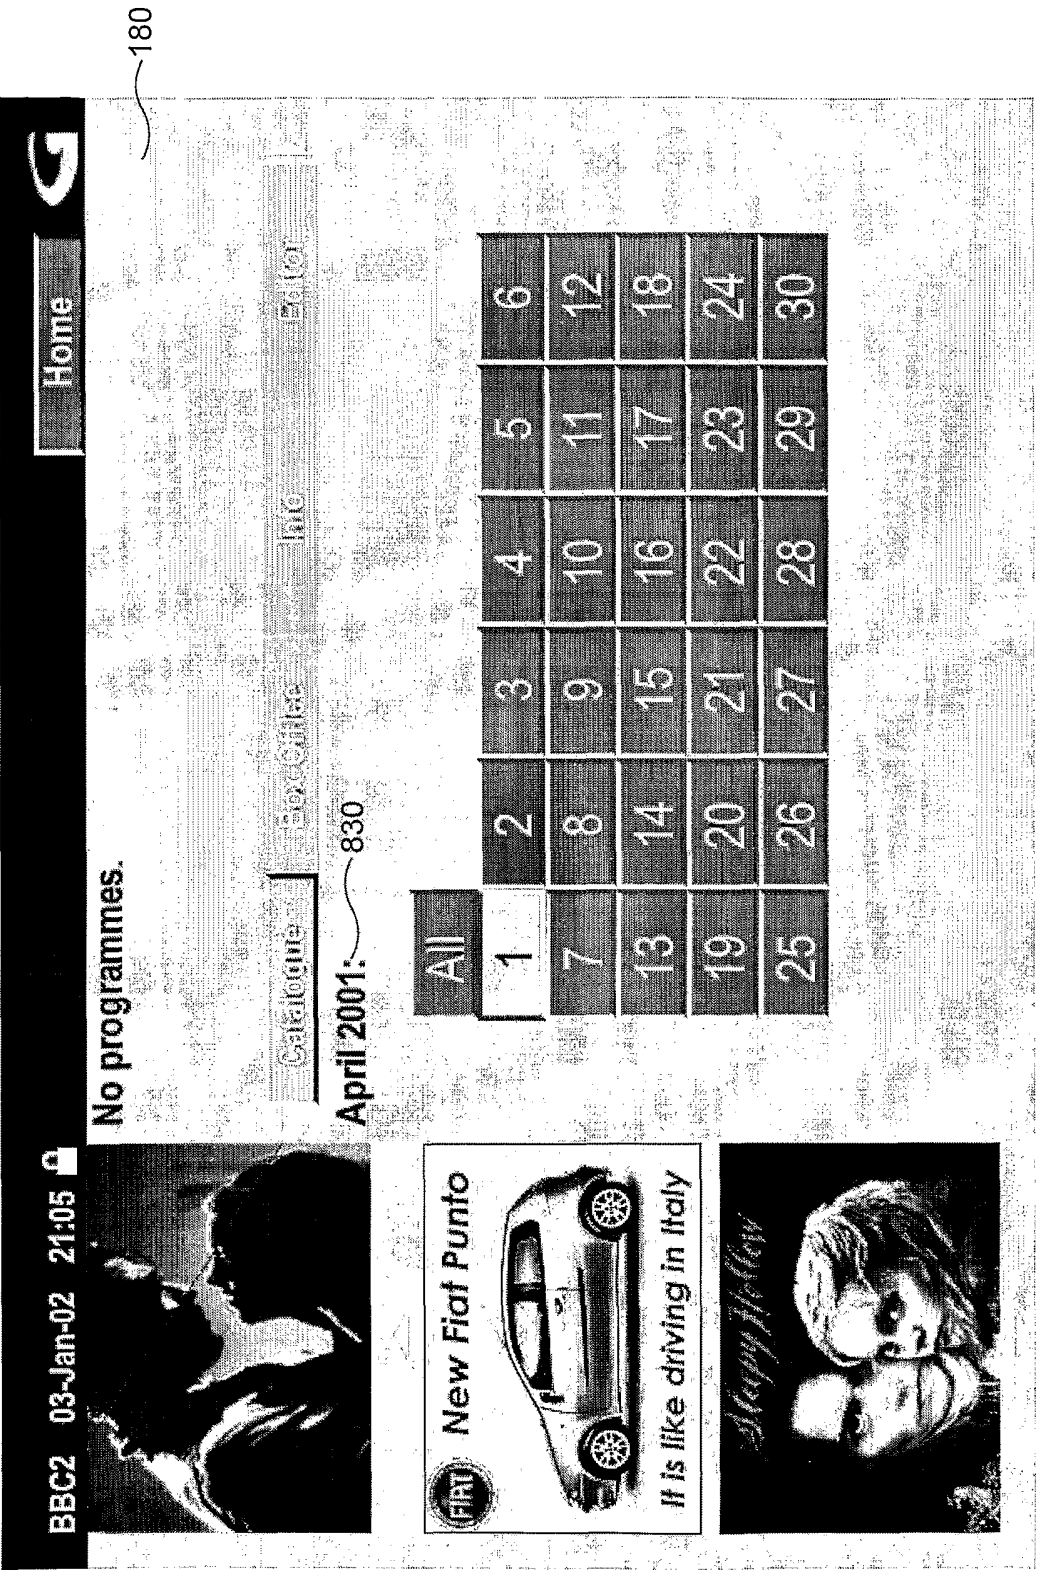 BBC2 03-Jan-02 21:05
Home
180
No programmes.
Catalogue Box Office Info Editor
April 2001:
830
All
1 2 3 4 5 6
7 8 9 10 11 12
13 14 15 16 17 18
19 20 21 22 23 24
25 26 27 28 29 30
FIAT New Fiat Punto
It is like driving in Italy
Sleepy Hollow